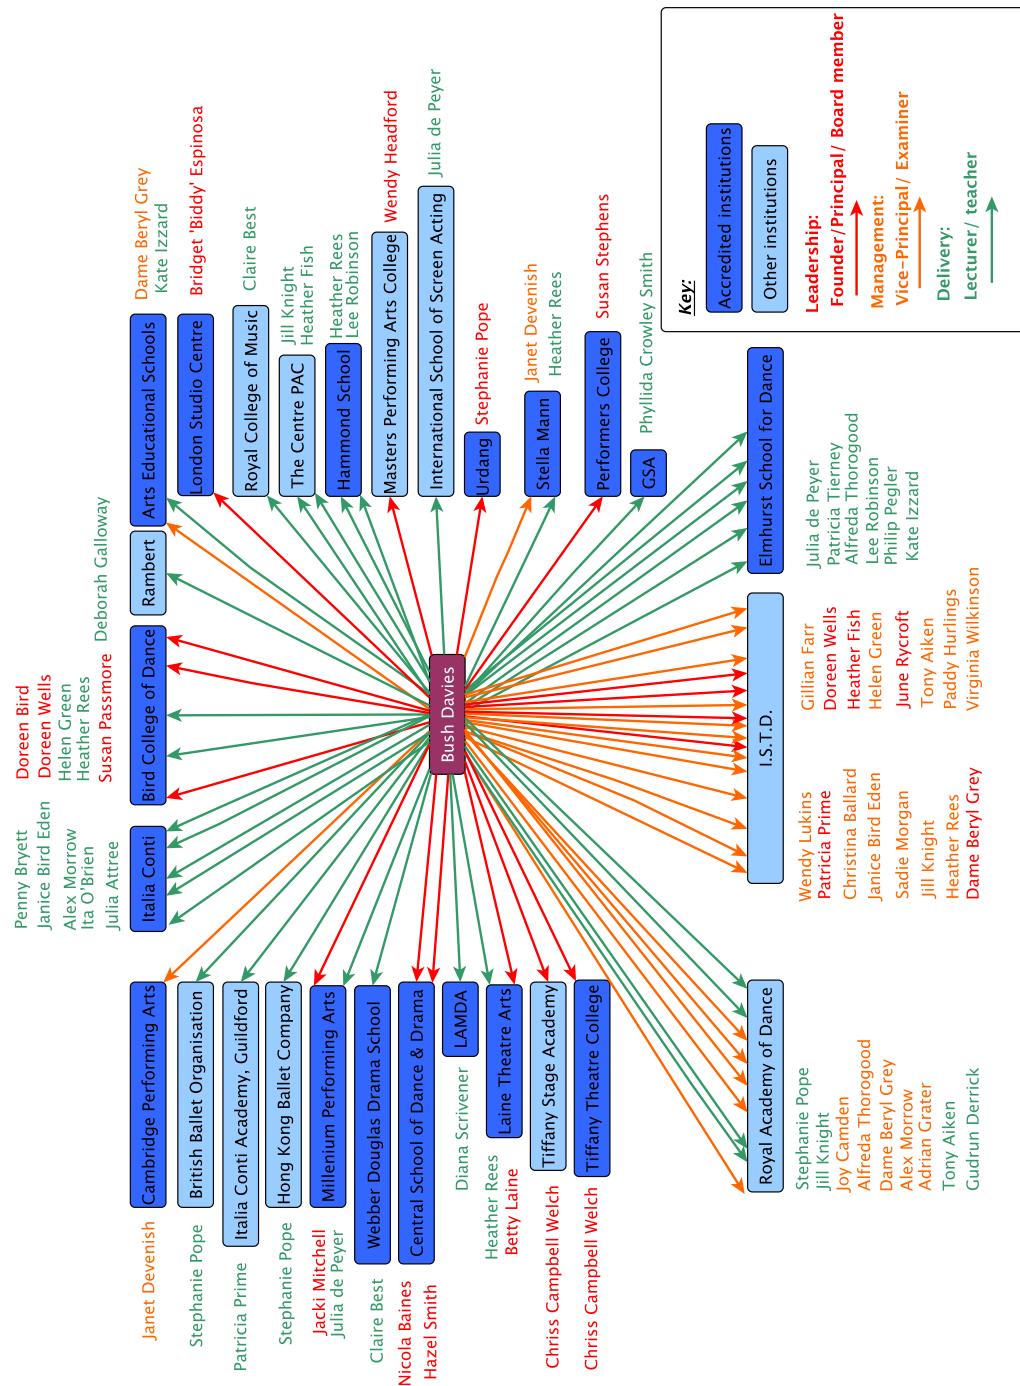 Janet Devenish
Cambridge Performing Arts
Stephanie Pope
British Ballet Organisation
Patricia Prime
Italia Conti Academy, Guildford
Stephanie Pope
Hong Kong Ballet Company
Jacki Mitchell
Julia de Peyer
Millenium Performing Arts
Claire Best
Webber Douglas Drama School
Nicola Baines
Hazel Smith
Central School of Dance & Drama
Diana Scrivener
LAMDA
Heather Rees
Betty Laine
Laine Theatre Arts
Chriss Campbell Welch
Tiffany Stage Academy
Chriss Campbell Welch
Tiffany Theatre College
Penny Bryett
Janice Bird Eden
Alex Morrow
Ita O'Brien
Julia Attree
Italia Conti
Doreen Bird
Doreen Wells
Helen Green
Heather Rees
Susan Passmore
Bird College of Dance
Deborah Galloway
Rambert
Dame Beryl Grey
Kate Izzard
Arts Educational Schools
Bridget 'Biddy' Espinosa
London Studio Centre
Claire Best
Royal College of Music
Jill Knight
Heather Fish
The Centre PAC
Heather Rees
Lee Robinson
Hammond School
Wendy Headford
Masters Performing Arts College
Julia de Peyer
International School of Screen Acting
Stephanie Pope
Urdang
Janet Devenish
Heather Rees
Stella Mann
Susan Stephens
Performers College
Phyllida Crowley Smith
GSA
Bush Davies
Royal Academy of Dance
Stephanie Pope
Jill Knight
Joy Camden
Alfreda Thorogood
Dame Beryl Grey
Alex Morrow
Adrian Grater
Tony Aiken
Gudrun Derrick
I.S.T.D.
Wendy Lukins
Patricia Prime
Christina Ballard
Janice Bird Eden
Sadie Morgan
Jill Knight
Heather Rees
Dame Beryl Grey
Gillian Farr
Doreen Wells
Heather Fish
Helen Green
June Rycroft
Tony Aiken
Paddy Hurlings
Virginia Wilkinson
Elmhurst School for Dance
Julia de Peyer
Patricia Tierney
Alfreda Thorogood
Lee Robinson
Philip Pegler
Kate Izzard
Key:
Accredited institutions
Other institutions
Leadership:
Founder/Principal/ Board member
Management:
Vice-Principal/ Examiner
Delivery:
Lecturer/ teacher